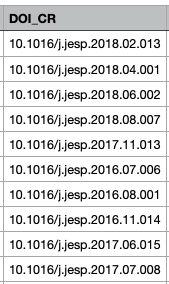 DOI_CR
10.1016/j.jesp.2018.02.013
10.1016/j.jesp.2018.04.001
10.1016/j.jesp.2018.06.002
10.1016/j.jesp.2018.08.007
10.1016/j.jesp.2017.11.013
10.1016/j.jesp.2016.07.006
10.1016/j.jesp.2016.08.001
10.1016/j.jesp.2016.11.014
10.1016/j.jesp.2017.06.015
10.1016/j.jesp.2017.07.008